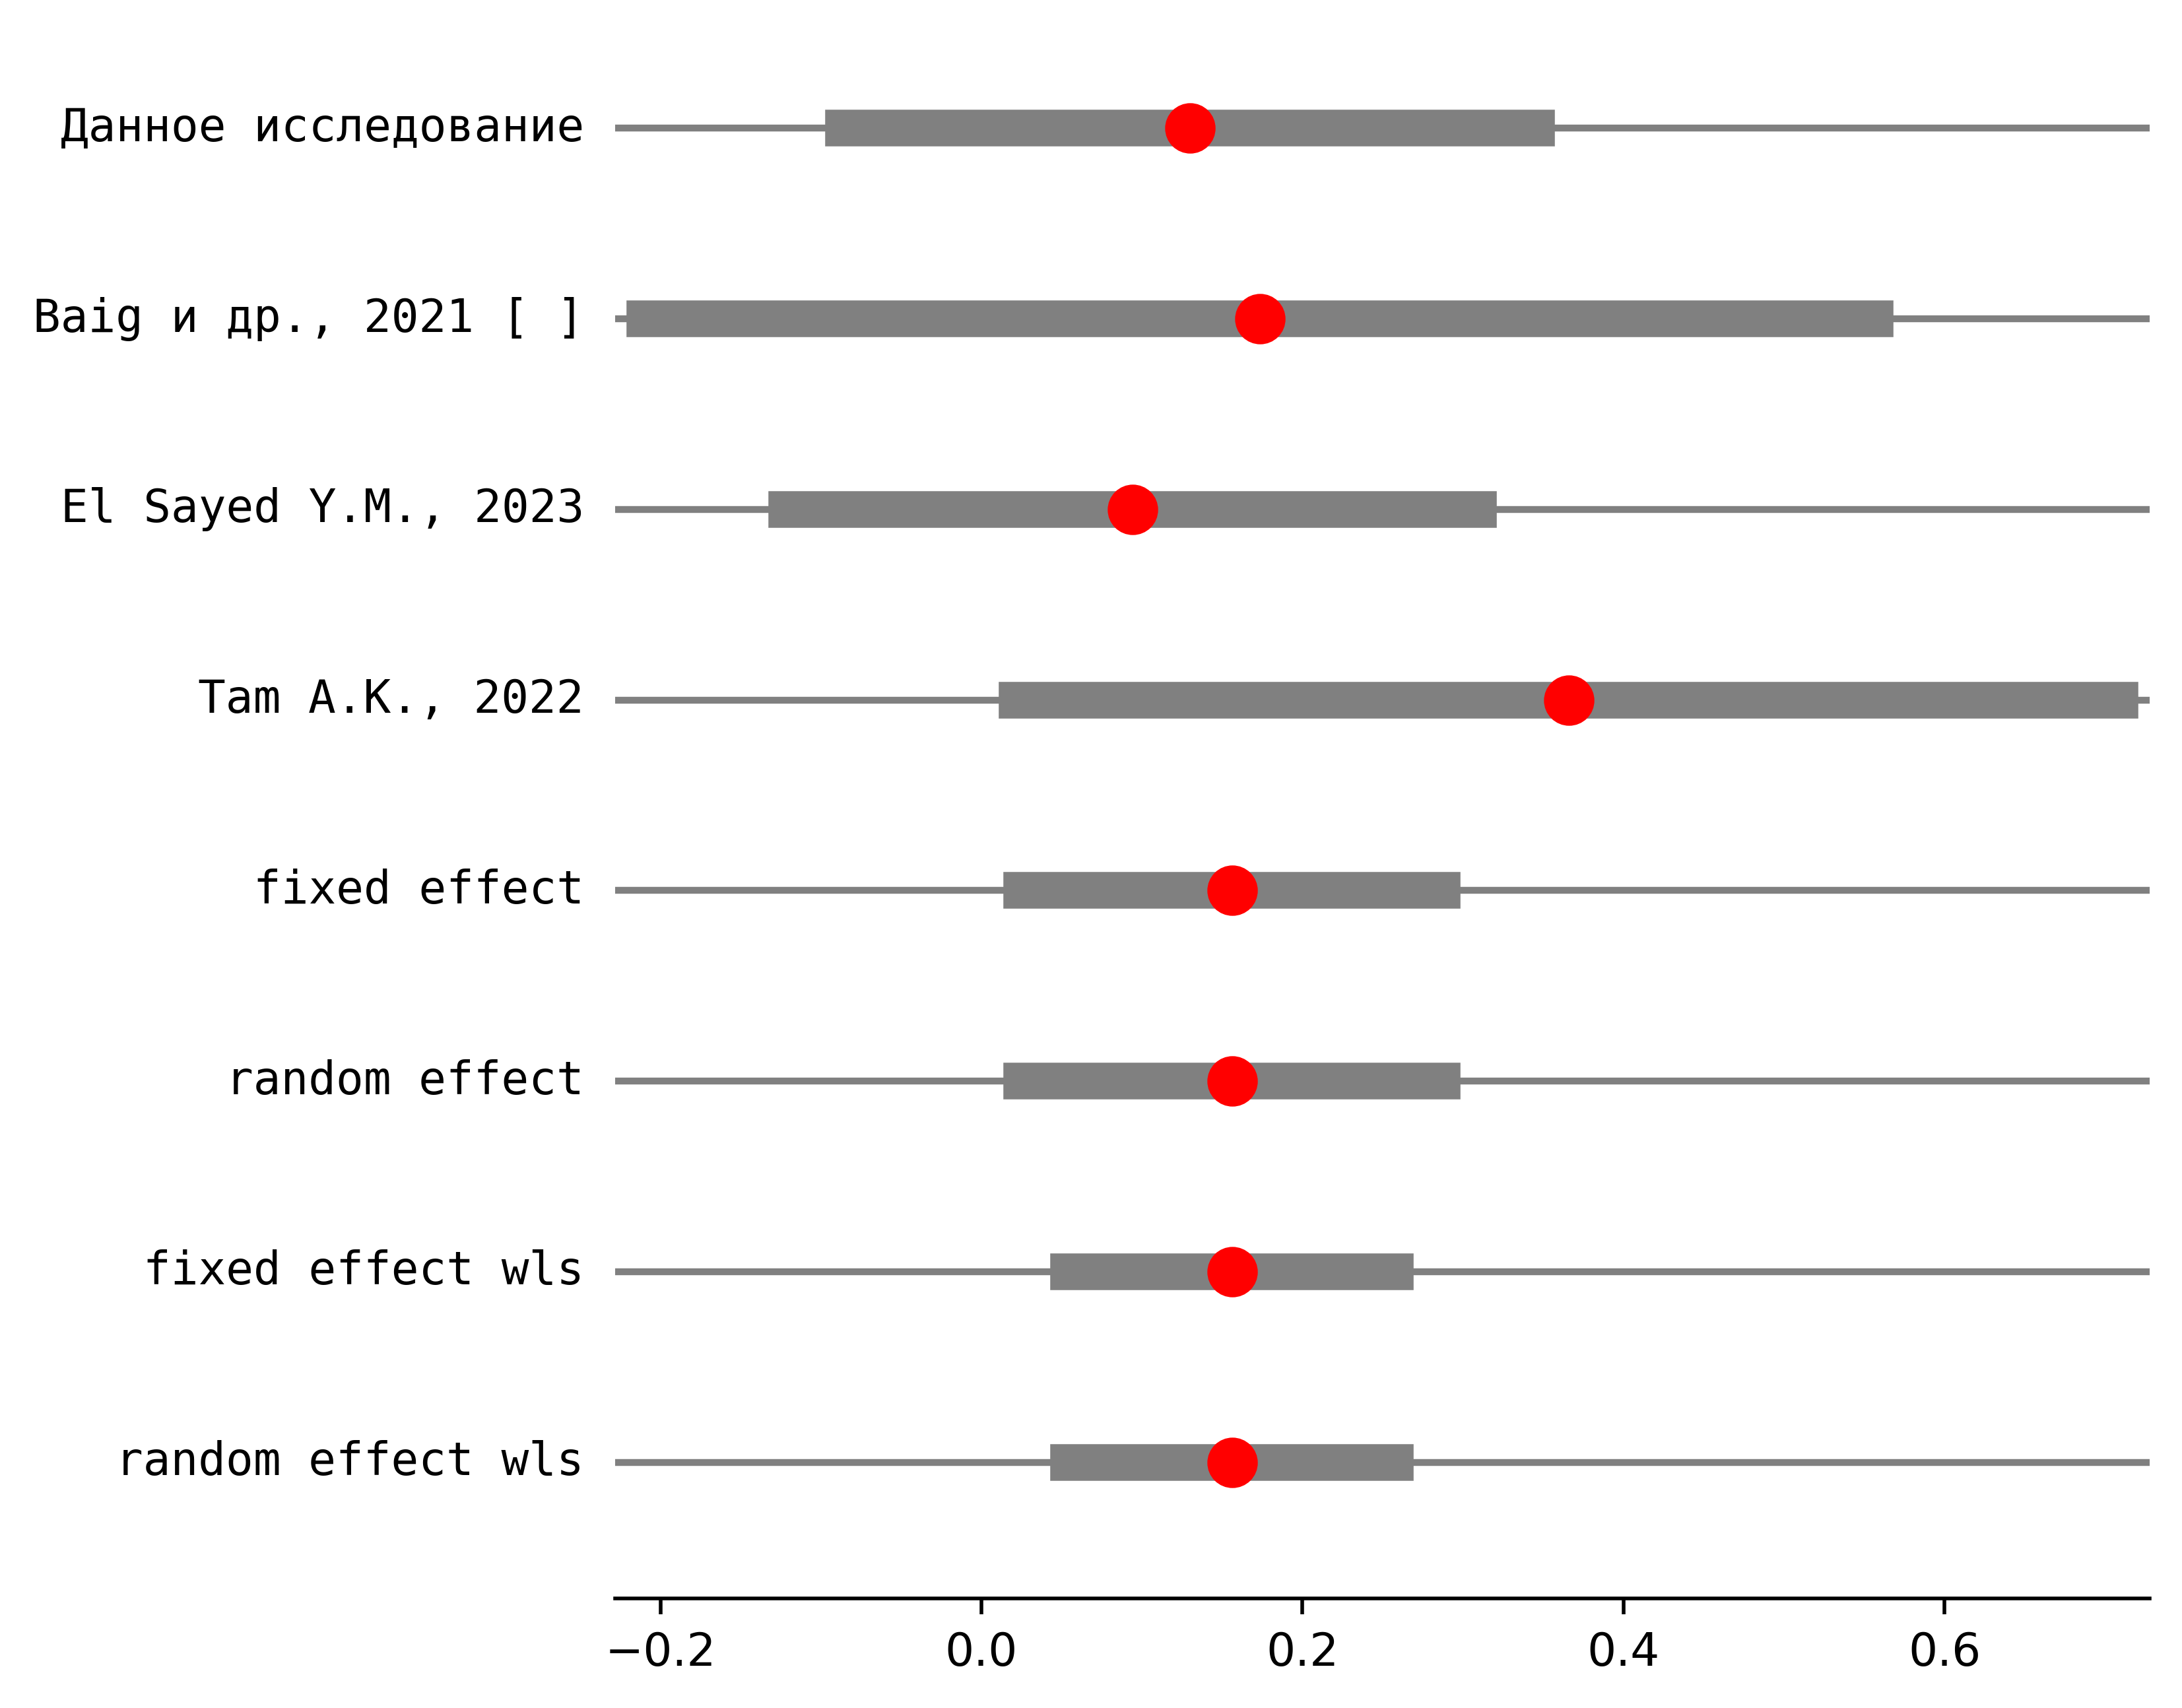 Данное исследование
Baig и др., 2021 [ ]
El Sayed Y.M., 2023
Tam A.K., 2022
fixed effect
random effect
fixed effect wls
random effect wls
−0.2 0.0 0.2 0.4 0.6